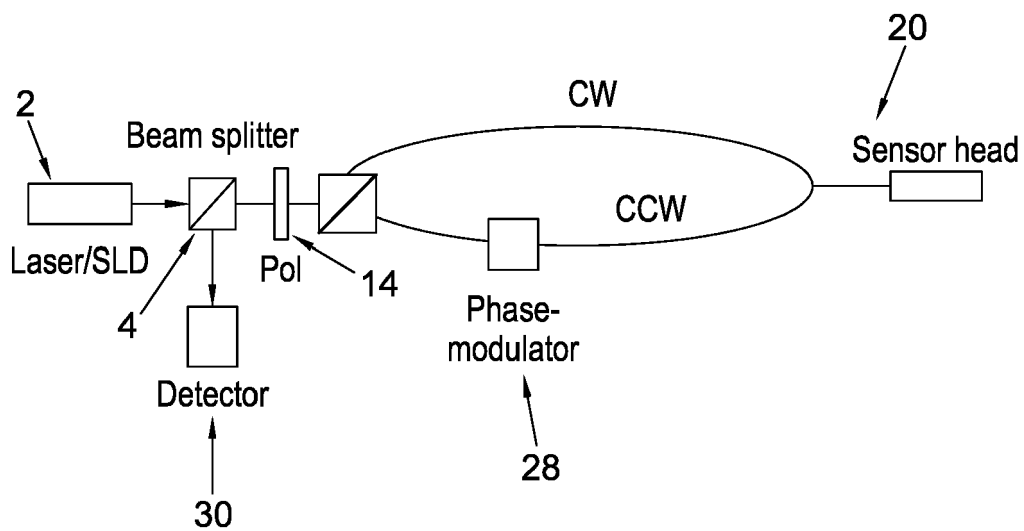 20
CW
2
Beam splitter
Sensor head
CCW
Laser/SLD
Pol
14
4
Phase-
modulator
Detector
28
30